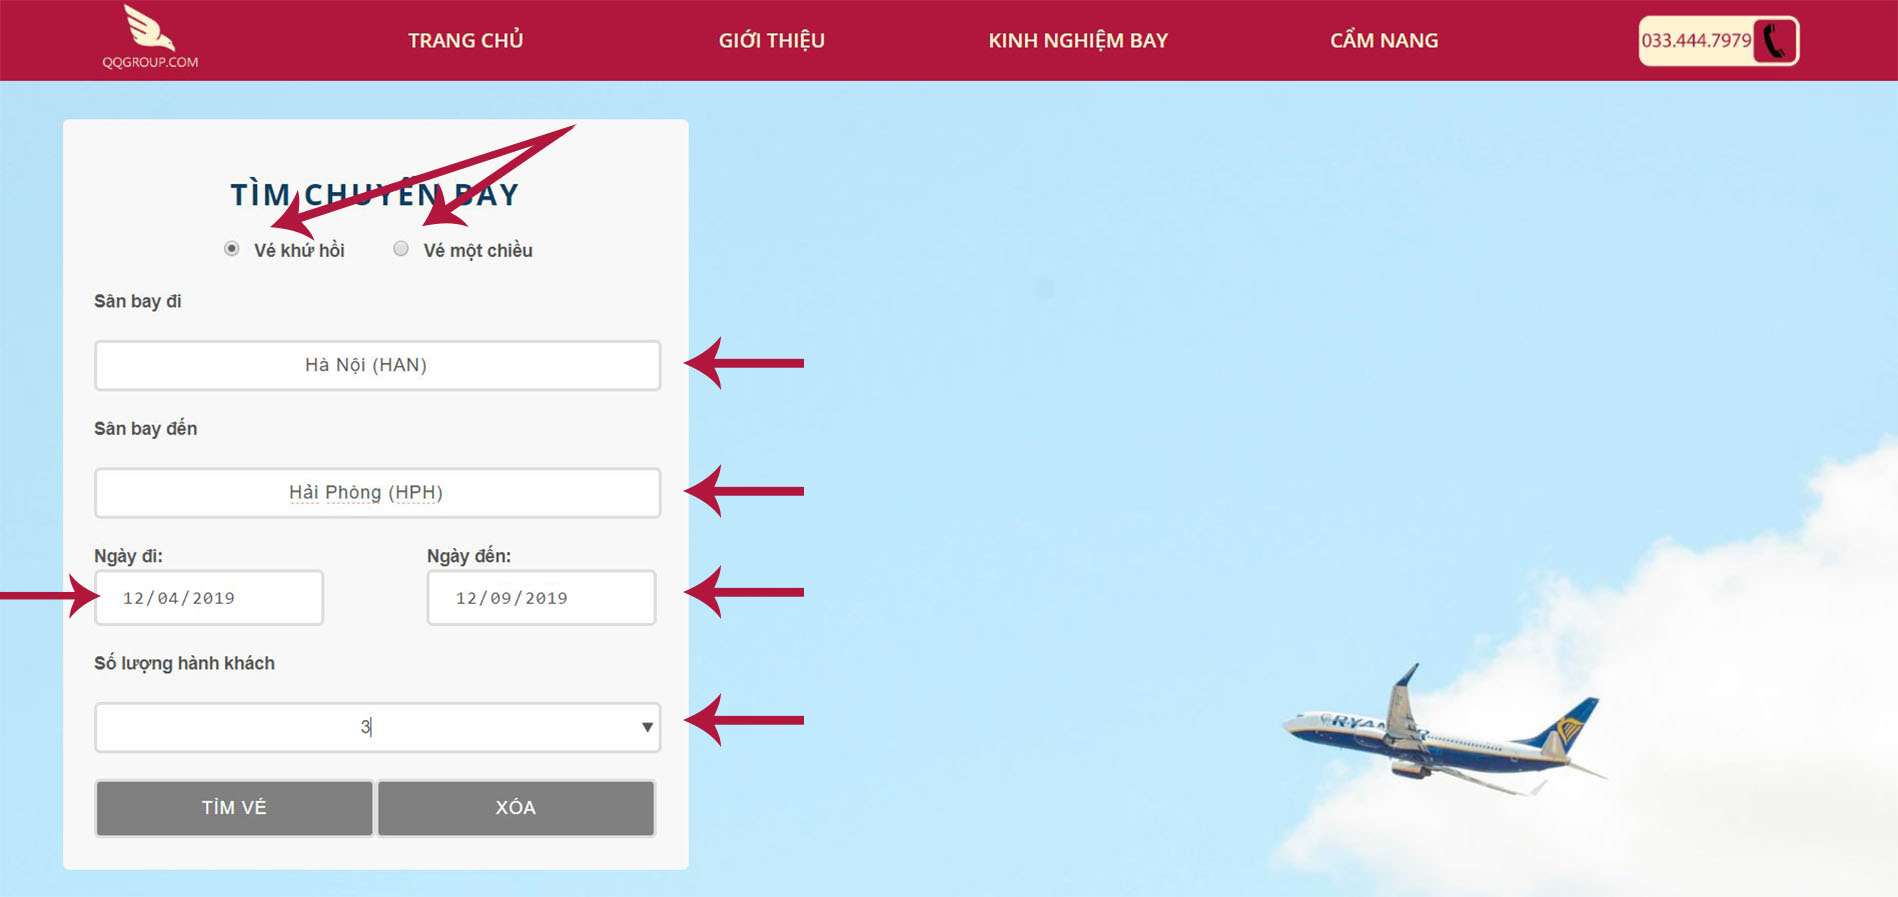 QQGROUP.COM
TRANG CHỦ
GIỚI THIỆU
KINH NGHIỆM BAY
CẨM NANG
033.444.7979
TÌM CHUYẾN BAY
Vé khứ hồi
Vé một chiều
Sân bay đi
Hà Nội (HAN)
Sân bay đến
Hải Phòng (HPH)
Ngày đi:
Ngày đến:
12/04/2019
12/09/2019
Số lượng hành khách
3
TÌM VÉ
XÓA